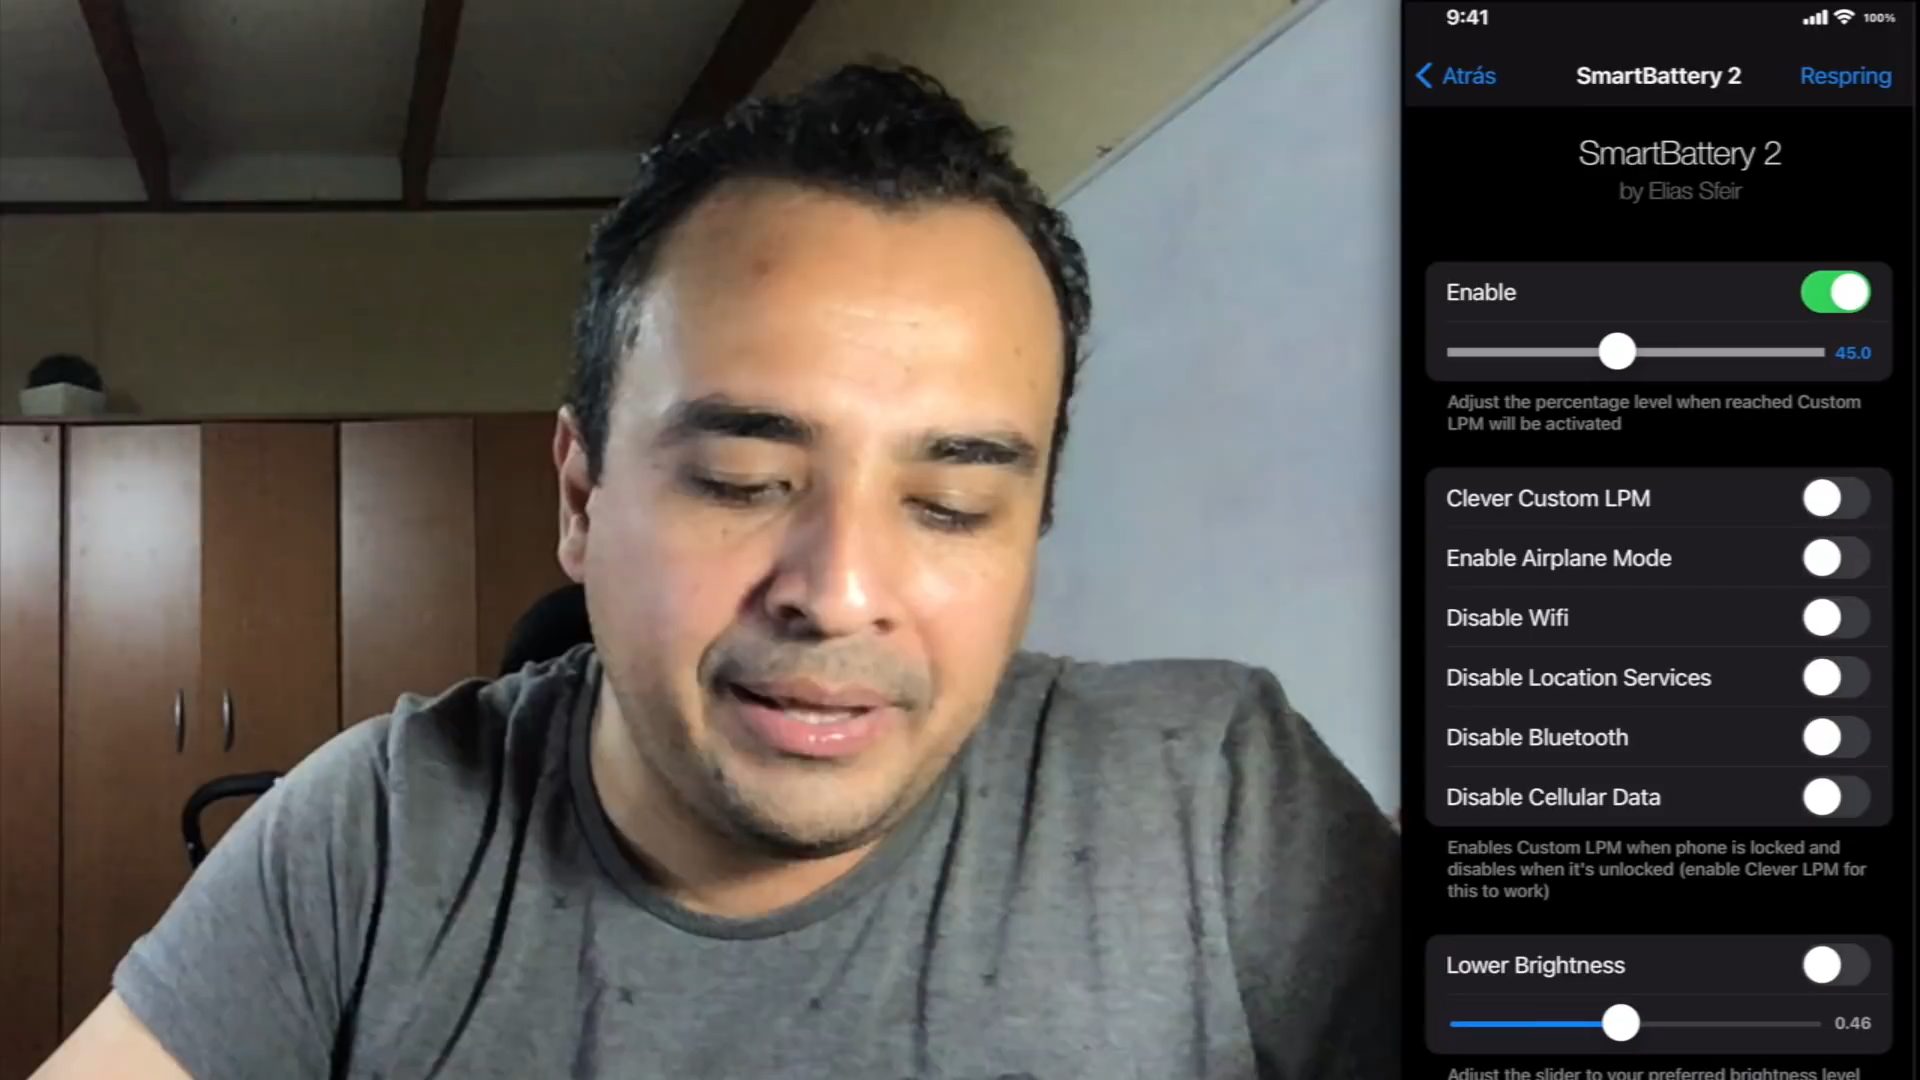 9:41
100%
Atrás
SmartBattery 2
Respring
SmartBattery 2
by Elias Sfeir
Enable
45.0
Adjust the percentage level when reached Custom
LPM will be activated
Clever Custom LPM
Enable Airplane Mode
Disable Wifi
Disable Location Services
Disable Bluetooth
Disable Cellular Data
Enables Custom LPM when phone is locked and
disables when it's unlocked (enable Clever LPM for
this to work)
Lower Brightness
0.46
Adjust the slider to your preferred brightness level